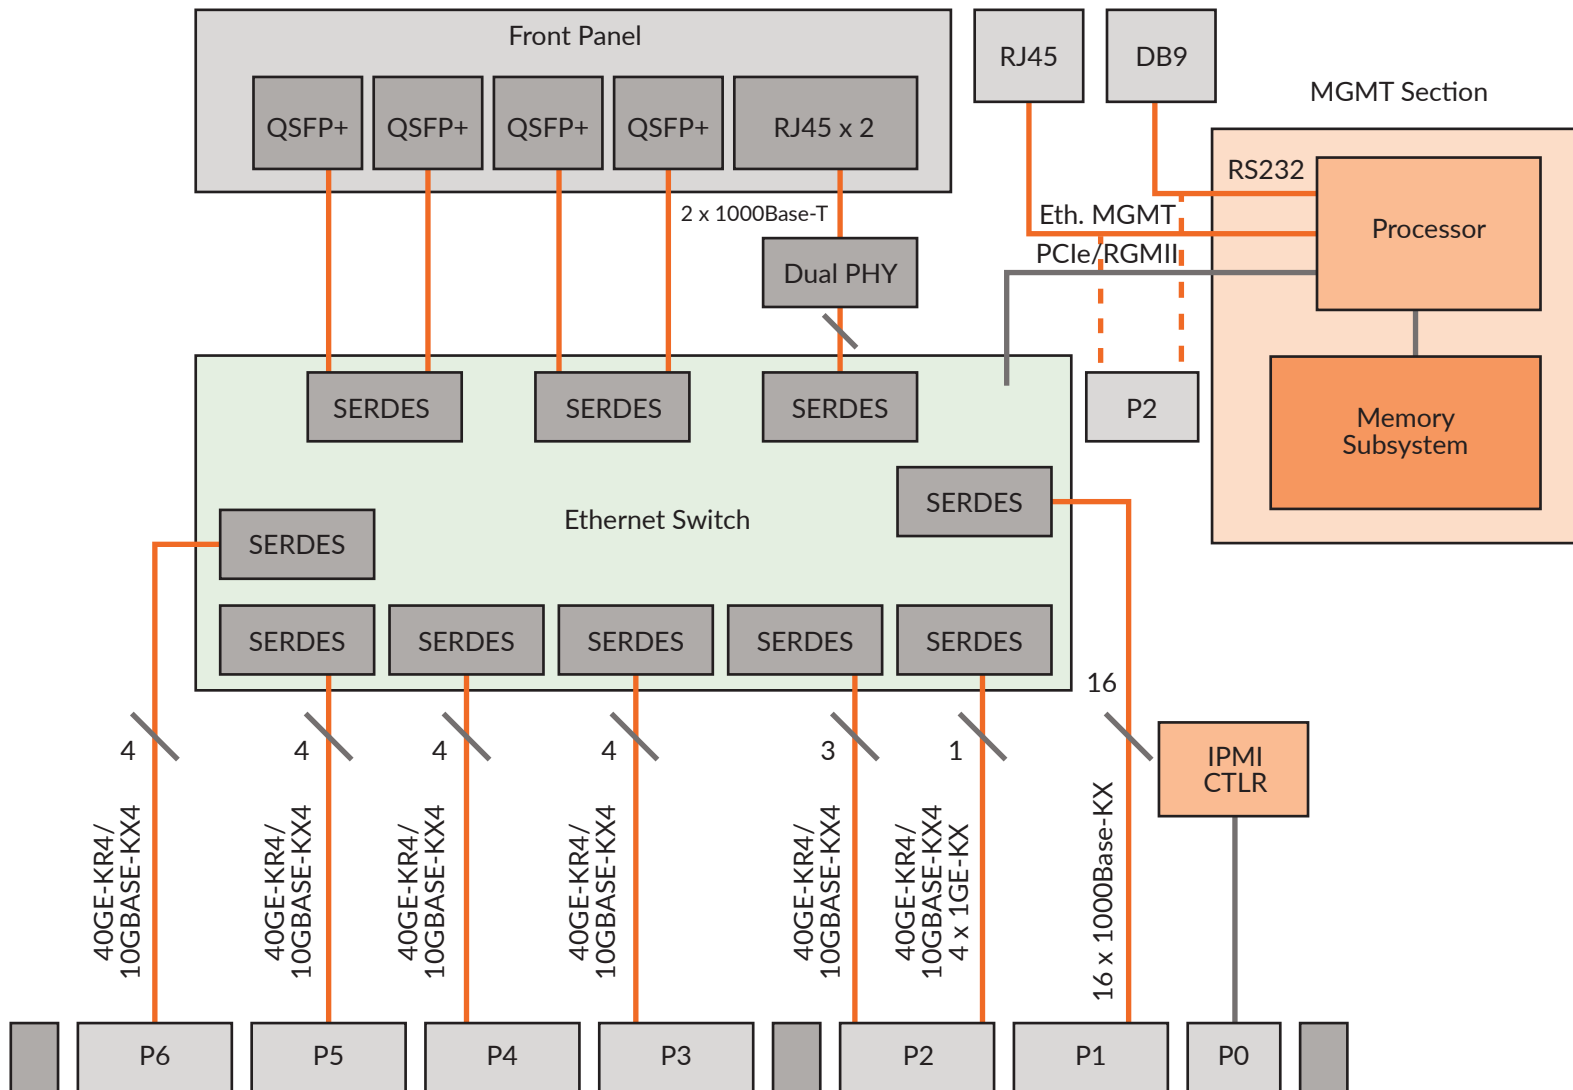 Front Panel
RJ45
DB9
MGMT Section
QSFP+
QSFP+
QSFP+
QSFP+
RJ45 x 2
RS232
2 x 1000Base-T
Eth. MGMT
Processor
PCIe/RGMII
Dual PHY
SERDES
SERDES
SERDES
P2
Memory
Subsystem
SERDES
Ethernet Switch
SERDES
SERDES
SERDES
SERDES
SERDES
SERDES
16
4
4
4
4
3
1
IPMI
CTLR
40GE-KR4/
10GBASE-KX4
40GE-KR4/
10GBASE-KX4
40GE-KR4/
10GBASE-KX4
40GE-KR4/
10GBASE-KX4
40GE-KR4/
10GBASE-KX4
40GE-KR4/
10GBASE-KX4
4 x 1GE-KX
16 x 1000Base-KX
P6
P5
P4
P3
P2
P1
P0